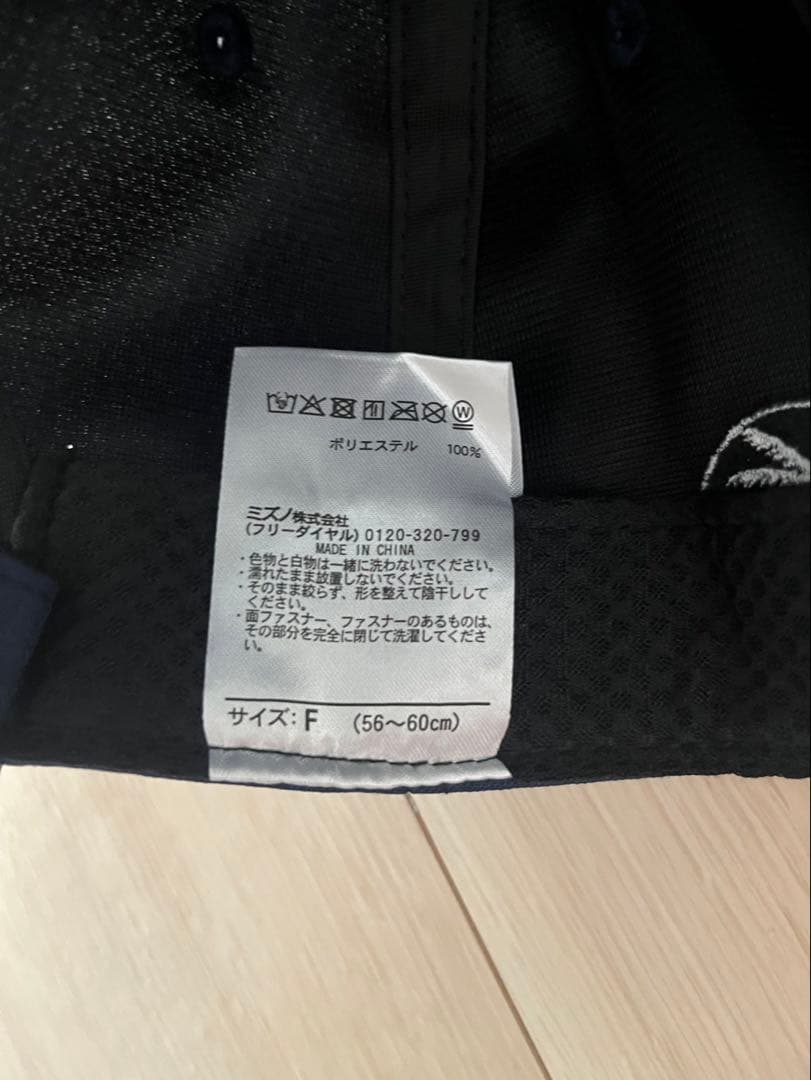 W
ポリエステル 100%
ミズノ株式会社
(フリーダイヤル) 0120-320-799
MADE IN CHINA
・色物と白物は一緒に洗わないでください。
・濡れたまま放置しないでください。
・そのまま絞らず、形を整えて陰干しして
ください。
・面ファスナー、ファスナーのあるものは、
その部分を完全に閉じて洗濯してくださ
い。
サイズ: F (56～60cm)